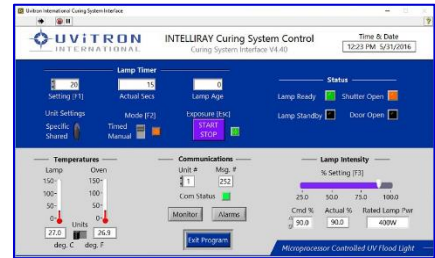 Uvitron International Curing System Interface
UVITRON
INTERNATIONAL
INTELLIRAY Curing System Control
Curing System Interface V4.40
Time & Date
12:23 PM 5/31/2016
Lamp Timer
20
15
0
Setting [F1]
Actual Secs
Lamp Age
Unit Settings
Mode [F2]
Exposure [Esc]
Specific
Shared
Timed
Manual
START
STOP
Status
Lamp Ready
Shutter Open
Lamp Standby
Door Open
Temperatures
Lamp
Oven
150-
150-
100-
100-
50-
50-
0-
0-
Units
27.0
26.9
deg. C
deg. F
Communications
Unit #
Msg. #
1
252
Com Status
Monitor
Alarms
Exit Program
Lamp Intensity
% Setting [F3]
25.0
50.0
75.0
100.0
Cmd %
Actual %
Rated Lamp Pwr
90.0
90.0
400W
Microprocessor Controlled UV Flood Light